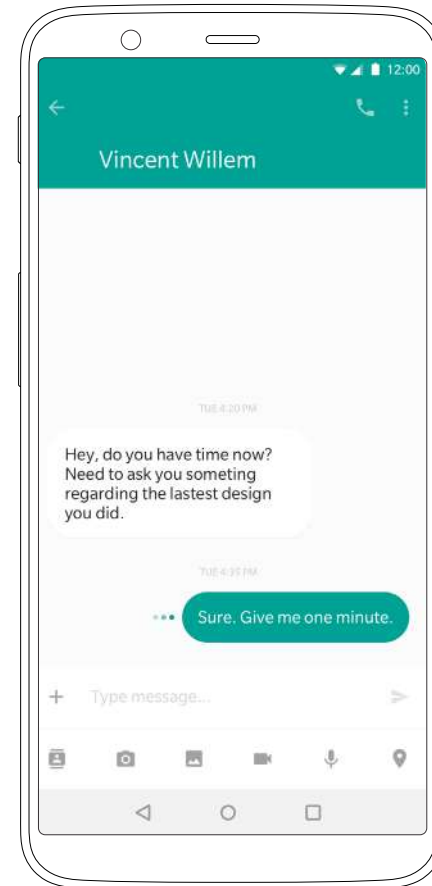 12:00
Vincent Willem
TUE 4:20 PM
Hey, do you have time now?
Need to ask you someting
regarding the lastest design
you did.
TUE 4:35 PM
Sure. Give me one minute.
Type message...